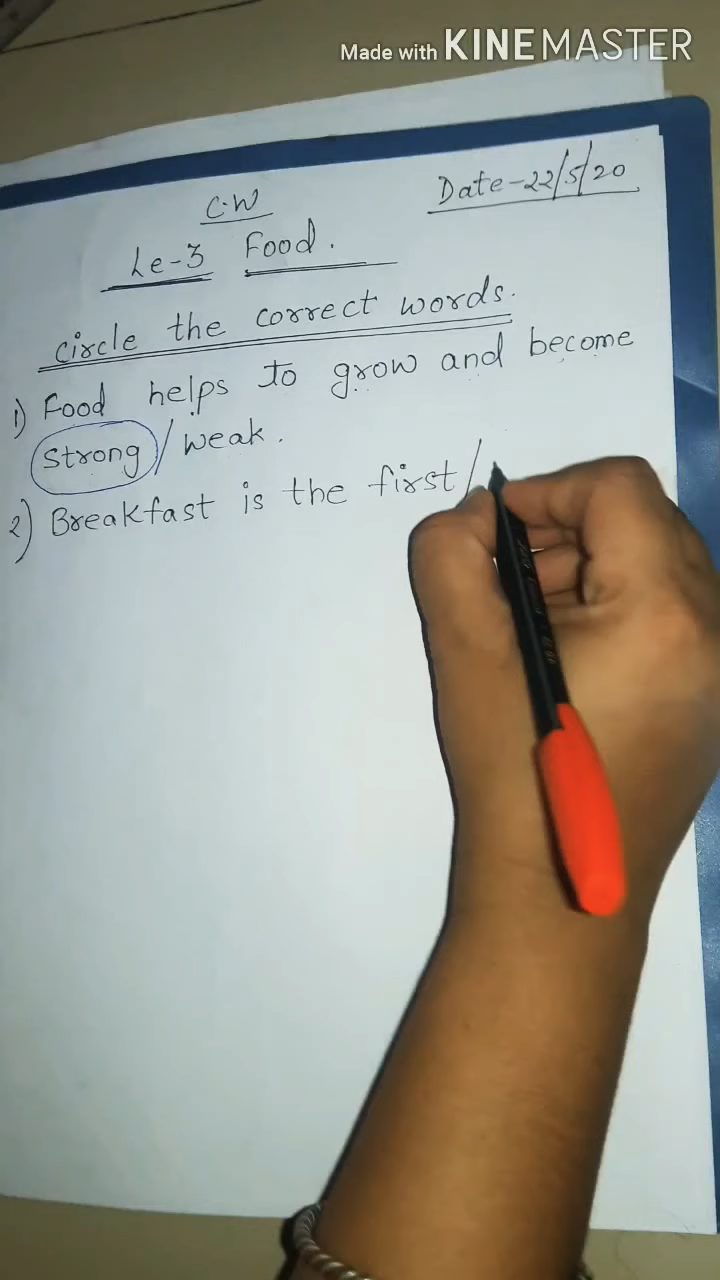 Made with KINEMASTER
C.W
Date-22/5/20
Le-3 Food.
circle the correct words.
1) Food helps to grow and become
strong/ weak.
2) Breakfast is the first/